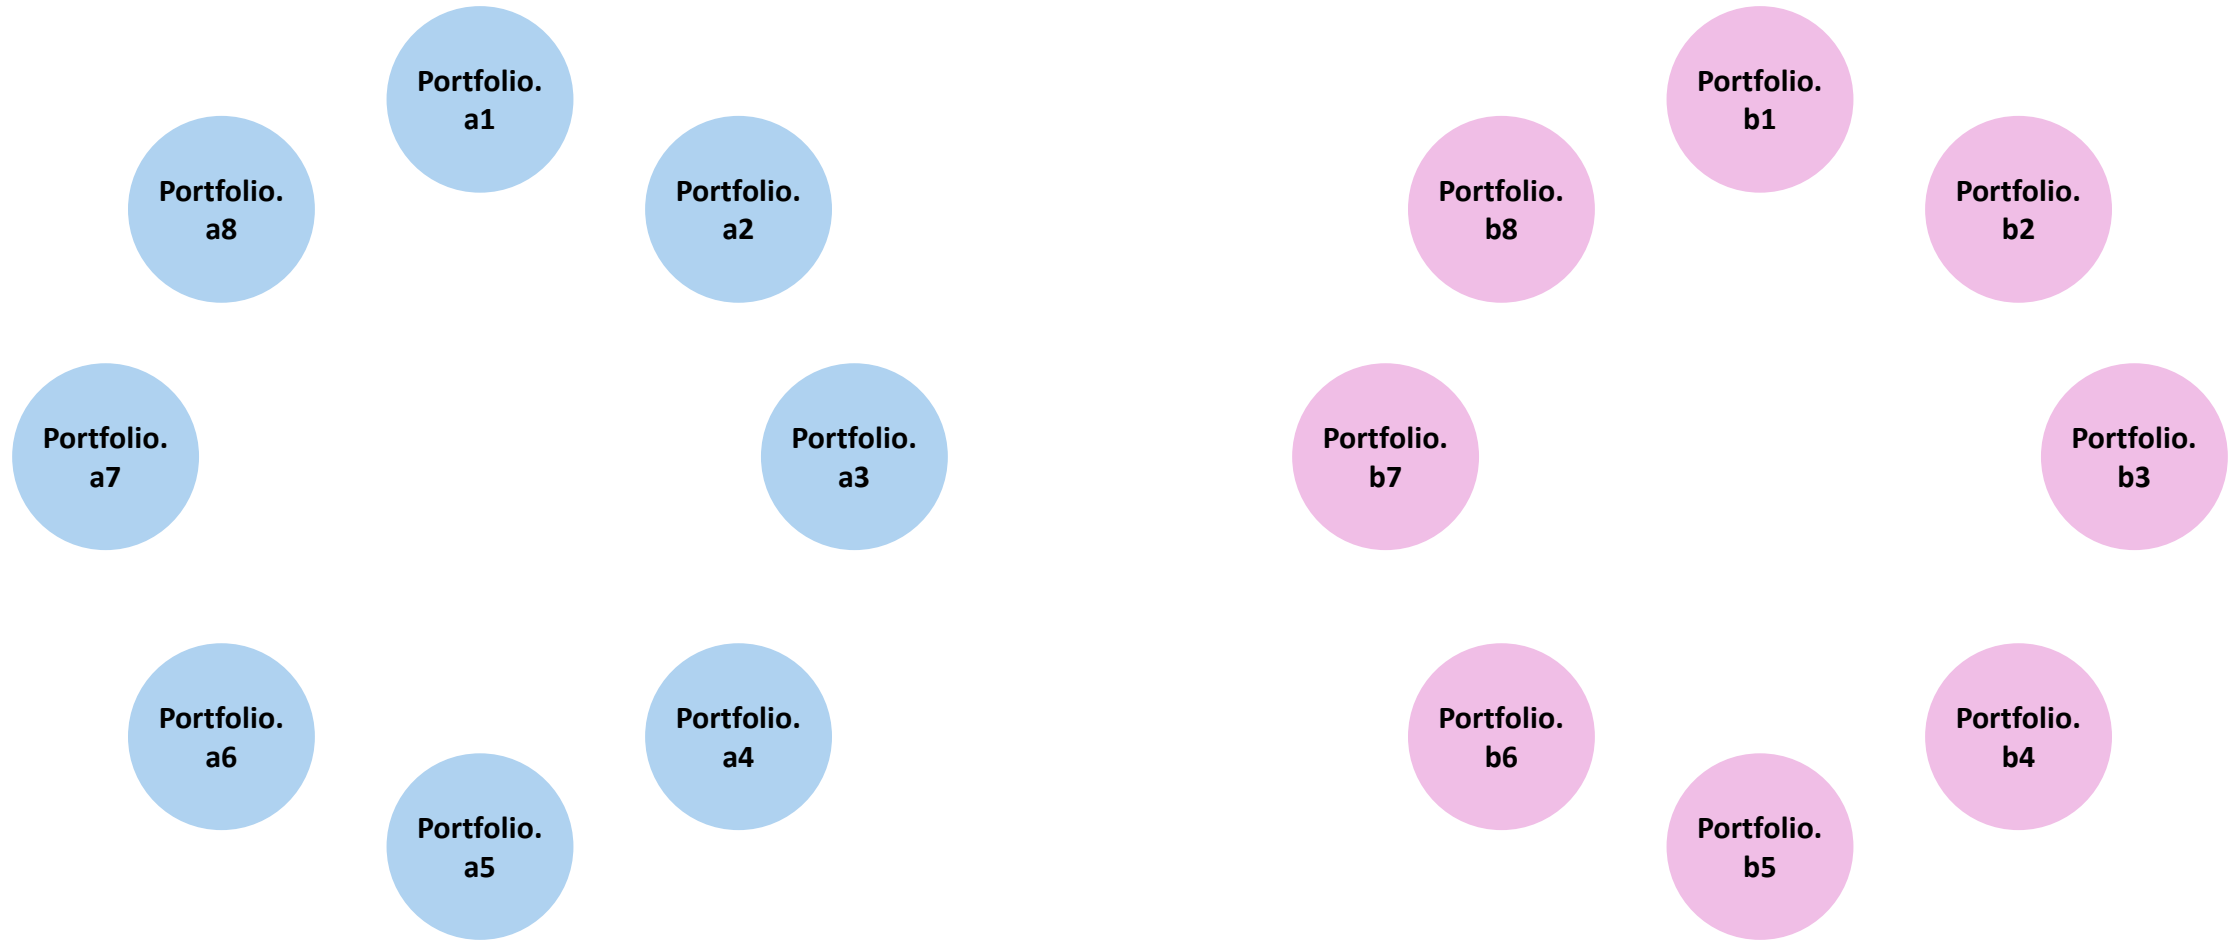 Portfolio.
a1
Portfolio.
a2
Portfolio.
a3
Portfolio.
a4
Portfolio.
a5
Portfolio.
a6
Portfolio.
a7
Portfolio.
a8
Portfolio.
b1
Portfolio.
b2
Portfolio.
b3
Portfolio.
b4
Portfolio.
b5
Portfolio.
b6
Portfolio.
b7
Portfolio.
b8